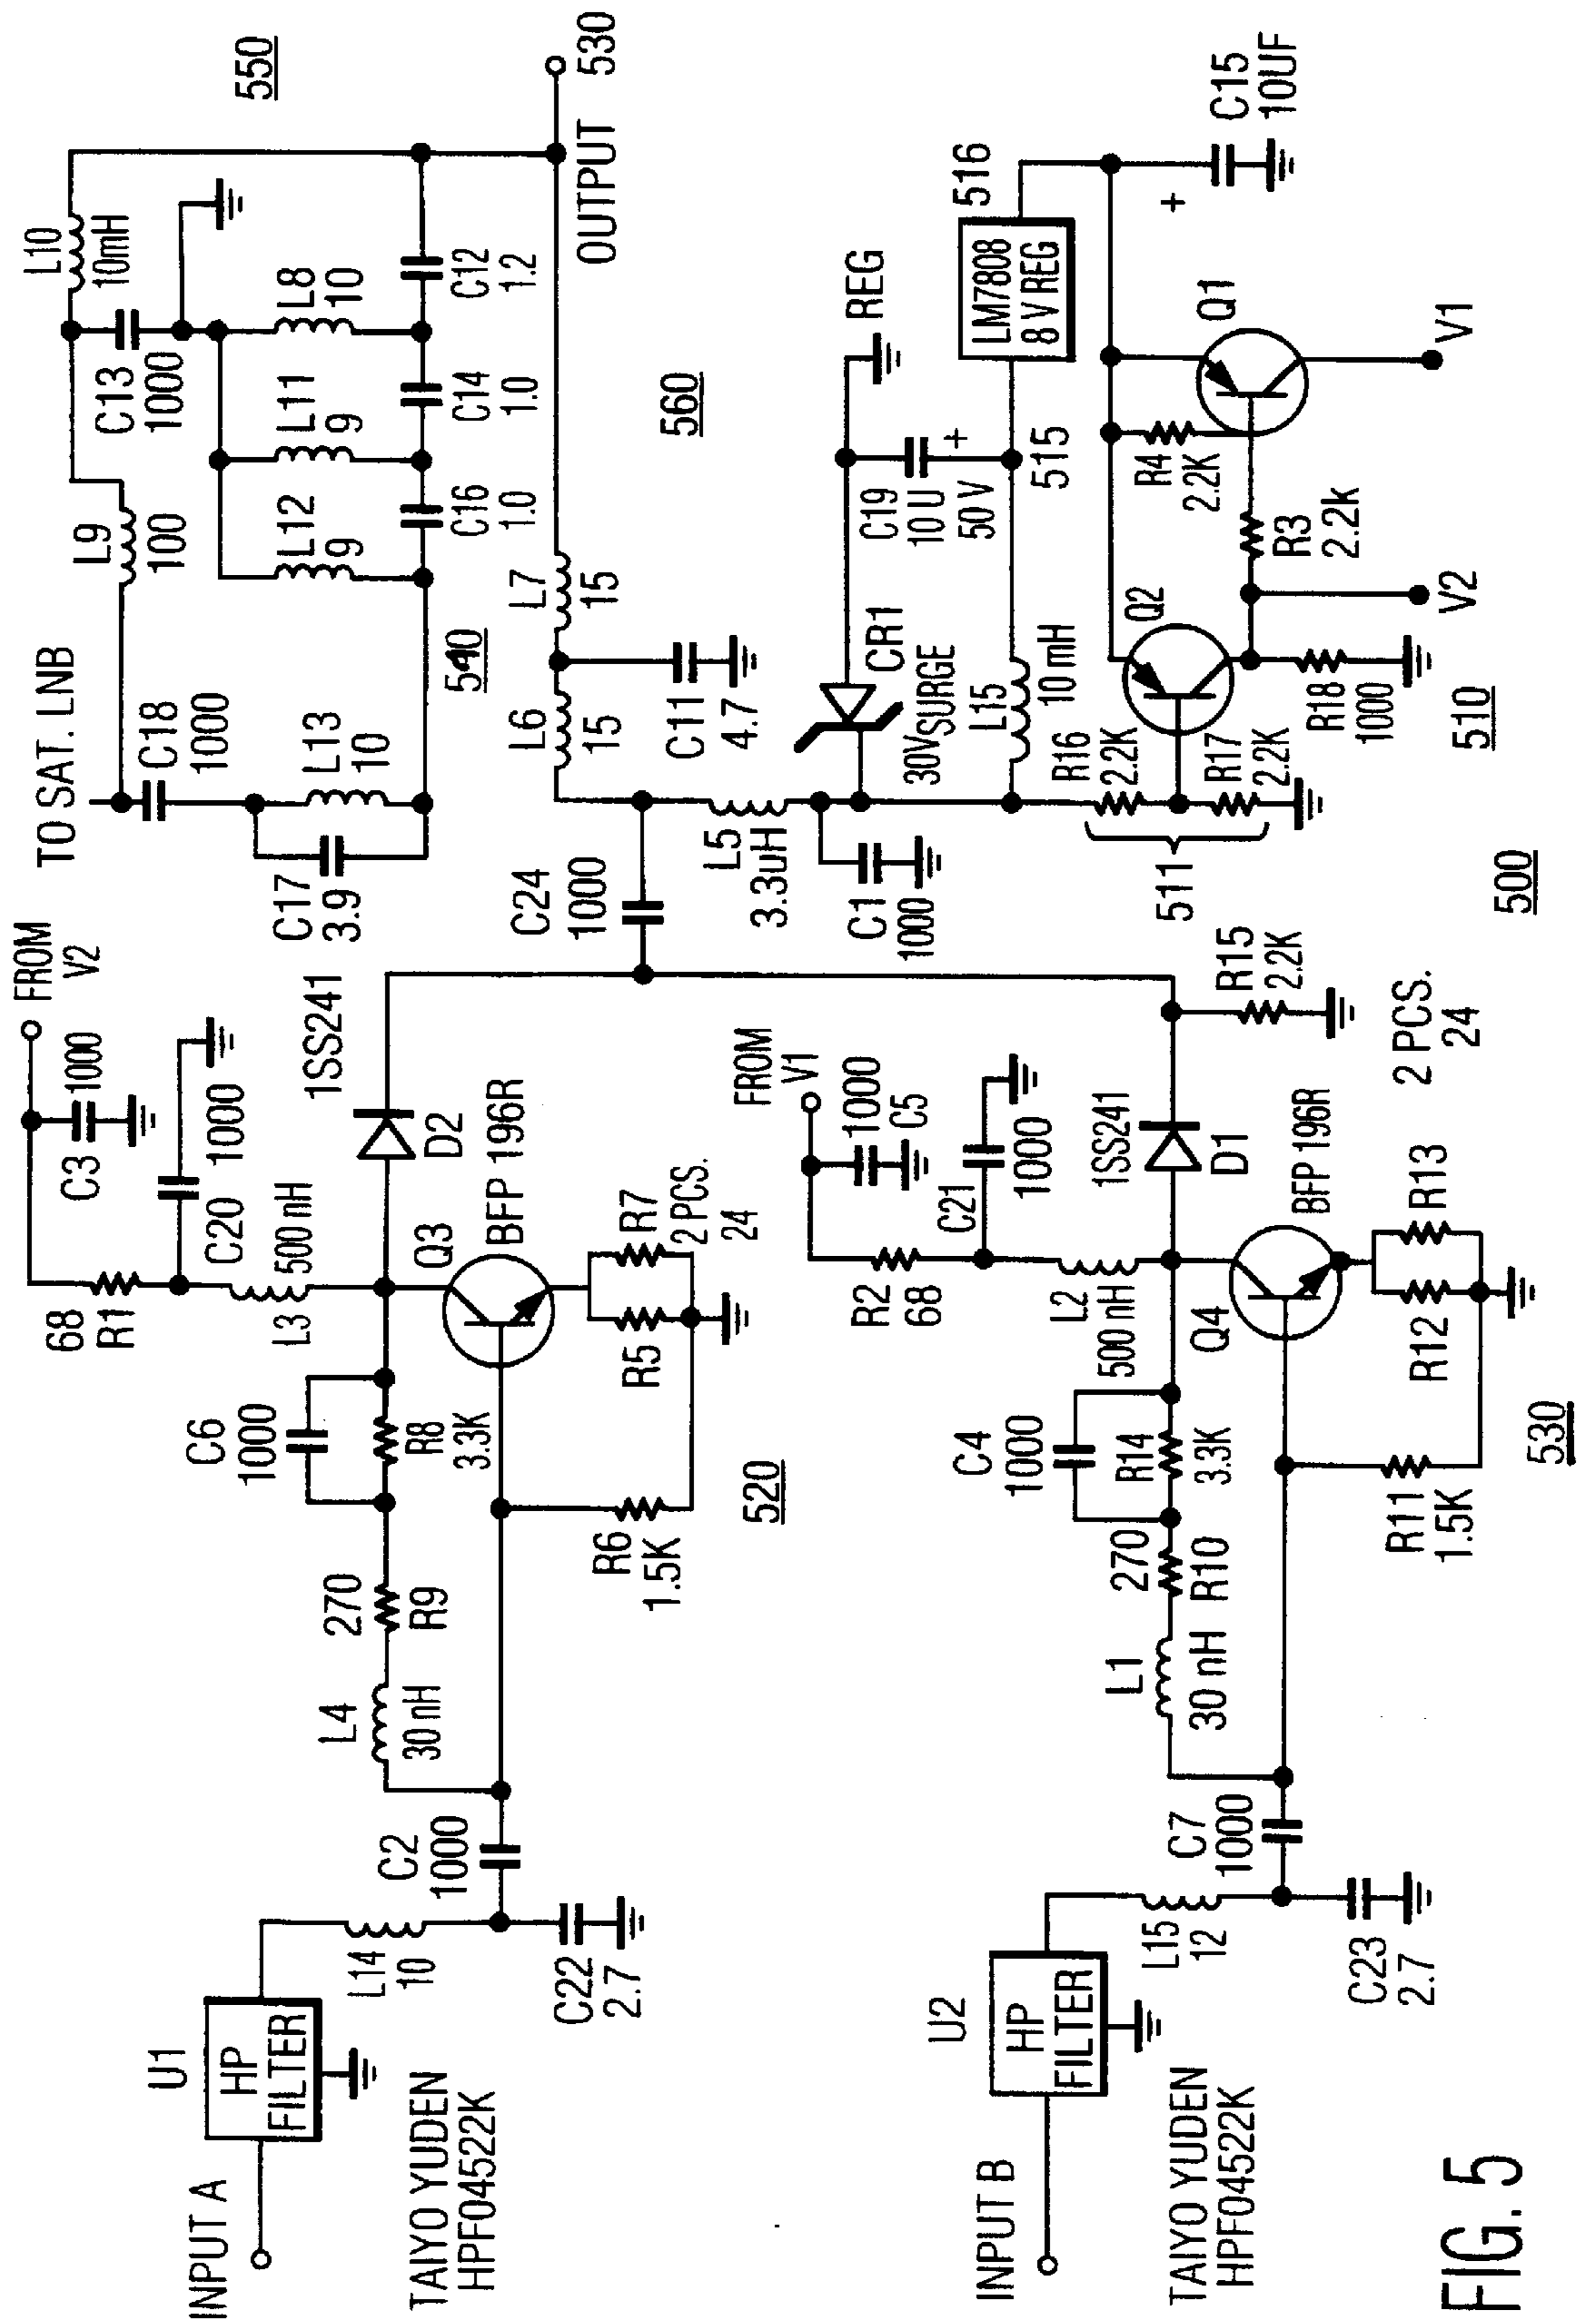 INPUT A
U1
HP
FILTER
TAIYO YUDEN
HPF04522K
L14
10
C22
2.7
C2
1000
L4
30 nH
270
R9
C6
1000
R8
3.3K
R6
1.5K
520
68
R1
L3
500 nH
C20
1000
C3
1000
FROM
V2
Q3
BFP 196R
R5
R7
2 PCS.
24
D2
1SS241
INPUT B
U2
HP
FILTER
TAIYO YUDEN
HPF04522K
L15
12
C23
2.7
C7
1000
L1
30 nH
270
R10
C4
1000
R14
3.3K
R11
1.5K
530
R2
68
L2
500 nH
C21
1000
1000
C5
FROM
V1
Q4
BFP 196R
R12
R13
2 PCS.
24
D1
1SS241
R15
2.2K
500
TO SAT. LNB
C17
3.9
C18
1000
L13
10
540
L9
100
L12
9
L11
9
L8
10
C13
1000
L10
10mH
C16
1.0
C14
1.0
C12
1.2
550
OUTPUT
530
C24
1000
L6
15
L7
15
C11
4.7
560
L5
3.3uH
C1
1000
CR1
30V SURGE
REG
C19
10 U
50 V
+
L15
10 mH
515
LM7808
8 V REG
516
C15
10UF
+
511
R16
2.2K
R17
2.2K
Q2
R18
1000
510
V2
R3
2.2k
R4
2.2K
Q1
V1
FIG. 5